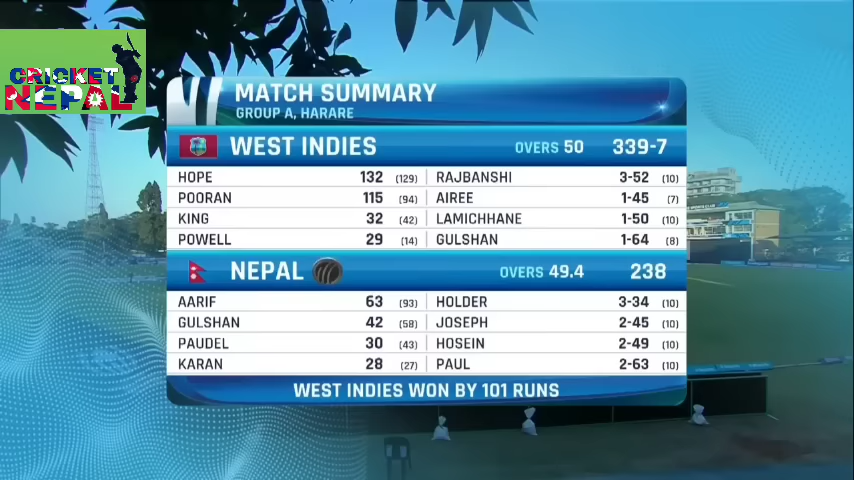 CRICKET
NEPAL
MATCH SUMMARY
GROUP A, HARARE
WEST INDIES OVERS 50 339-7
HOPE 132 (129) RAJBANSHI 3-52 (10)
POORAN 115 (94) AIREE 1-45 (7)
KING 32 (42) LAMICHHANE 1-50 (10)
POWELL 29 (14) GULSHAN 1-64 (8)
NEPAL OVERS 49.4 238
AARIF 63 (93) HOLDER 3-34 (10)
GULSHAN 42 (58) JOSEPH 2-45 (10)
PAUDEL 30 (43) HOSEIN 2-49 (10)
KARAN 28 (27) PAUL 2-63 (10)
WEST INDIES WON BY 101 RUNS